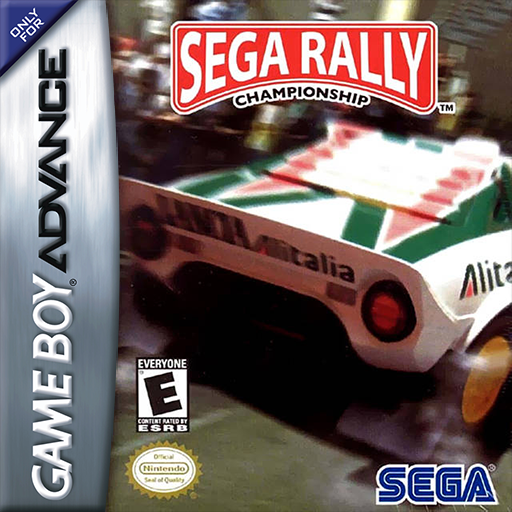 ONLY
FOR
GAME BOY ADVANCE
SEGA RALLY
CHAMPIONSHIP
TM
LANCIA Alitalia
Alita
EVERYONE
E
CONTENT RATED BY
ESRB
Official
Nintendo
Seal of Quality
SEGA